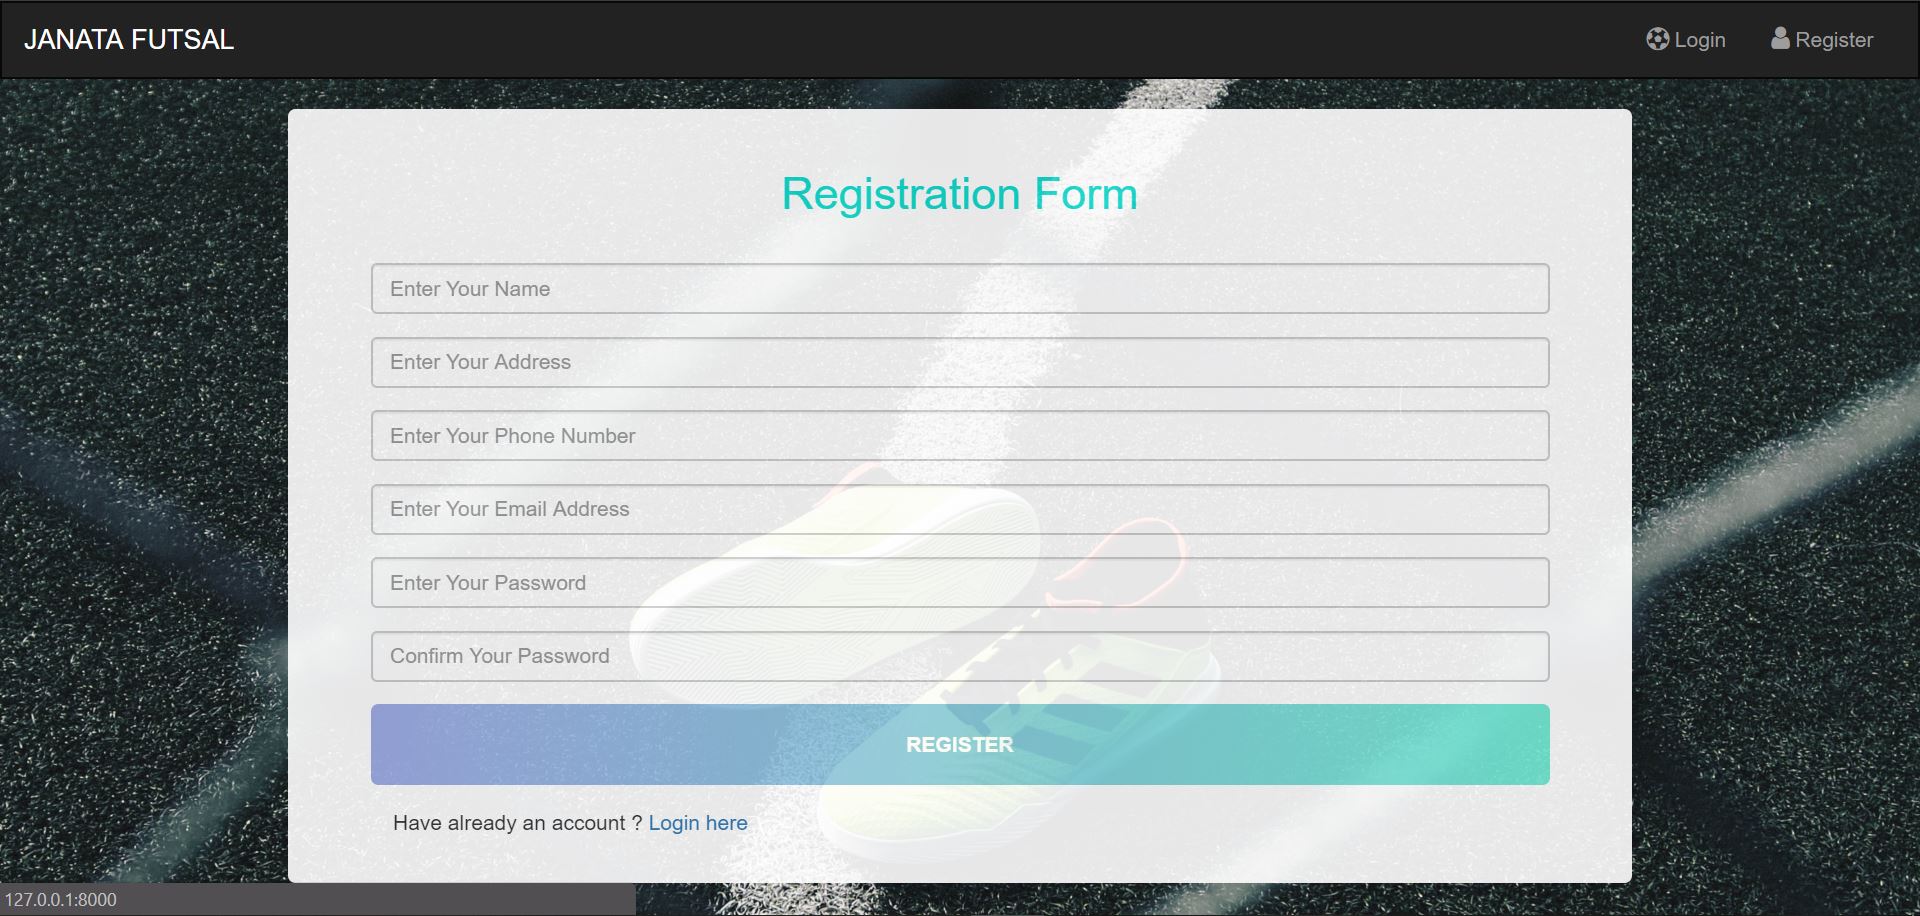 JANATA FUTSAL
Login
Register
Registration Form
Enter Your Name
Enter Your Address
Enter Your Phone Number
Enter Your Email Address
Enter Your Password
Confirm Your Password
REGISTER
Have already an account ? Login here
127.0.0.1:8000